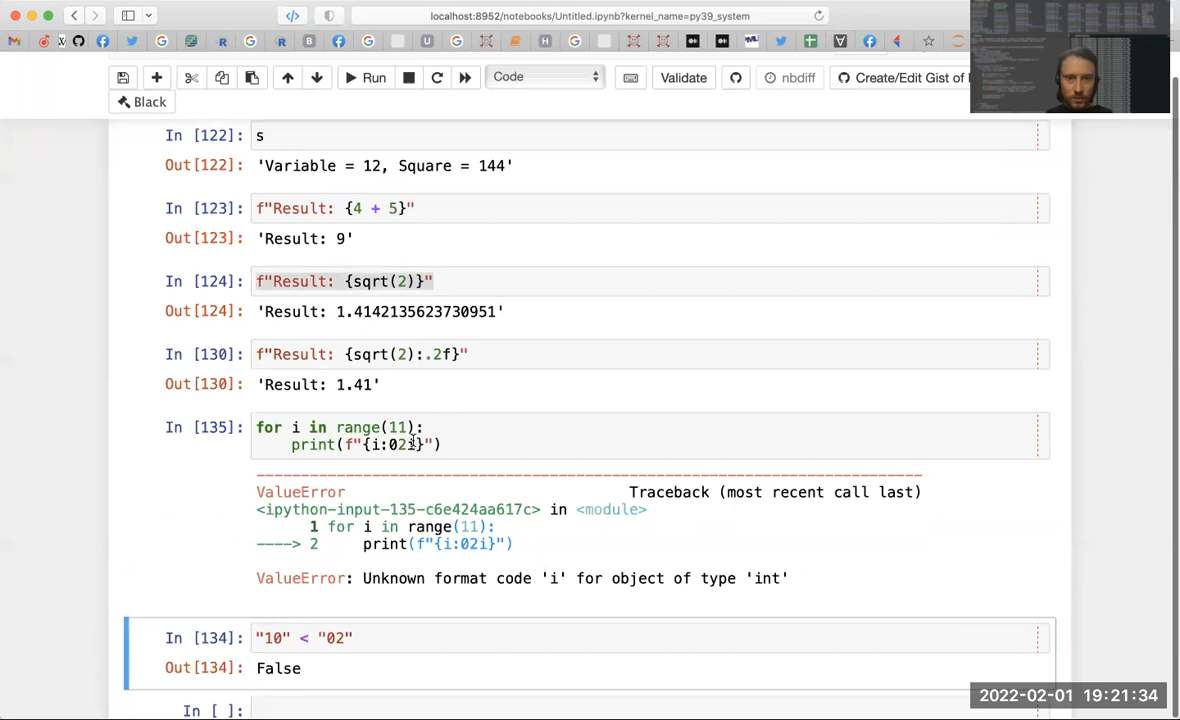 localhost:8952/notebooks/Untitled.ipynb?kernel_name=py39_system
Run
Code
Validate
nbdiff
Create/Edit Gist of
Black
In [122]: s
Out[122]: 'Variable = 12, Square = 144'
In [123]: f"Result: {4 + 5}"
Out[123]: 'Result: 9'
In [124]: f"Result: {sqrt(2)}"
Out[124]: 'Result: 1.4142135623730951'
In [130]: f"Result: {sqrt(2):.2f}"
Out[130]: 'Result: 1.41'
In [135]: for i in range(11):
print(f"{i:02i}")
---------------------------------------------------------------------------
ValueError Traceback (most recent call last)
<ipython-input-135-c6e424aa617c> in <module>
1 for i in range(11):
----> 2 print(f"{i:02i}")
ValueError: Unknown format code 'i' for object of type 'int'
In [134]: "10" < "02"
Out[134]: False
In [ ]:
2022-02-01 19:21:34